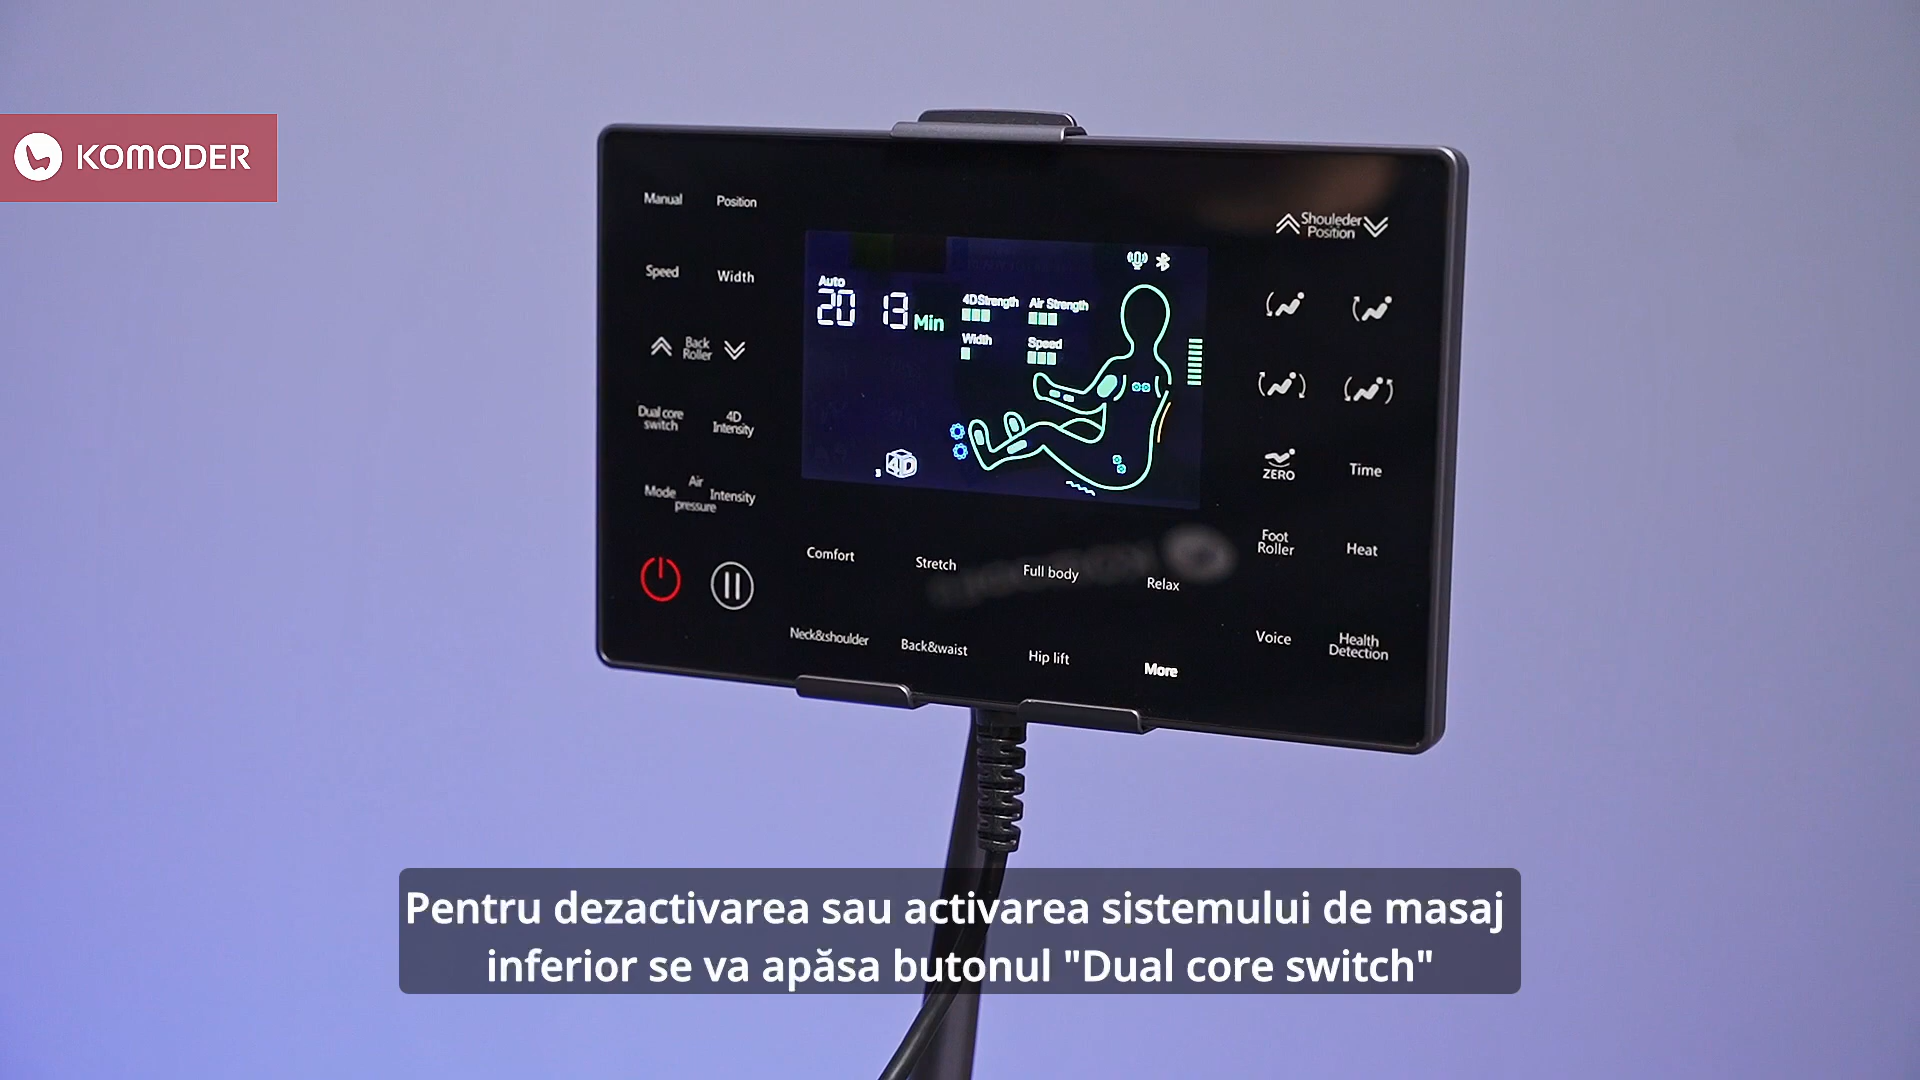 KOMODER
Manual Position
Speed Width
Back
Roller
Dual core
switch
4D
Intensity
Mode Air
pressure Intensity
Shouleder
Position
Auto
20 13 Min
4DStrength Air Strength
Width Speed
3 4D
ZERO Time
Foot
Roller
Heat
Comfort Stretch Full body Relax
Neck&shoulder Back&waist Hip lift More
Voice Health
Detection
Pentru dezactivarea sau activarea sistemului de masaj
inferior se va apăsa butonul "Dual core switch"